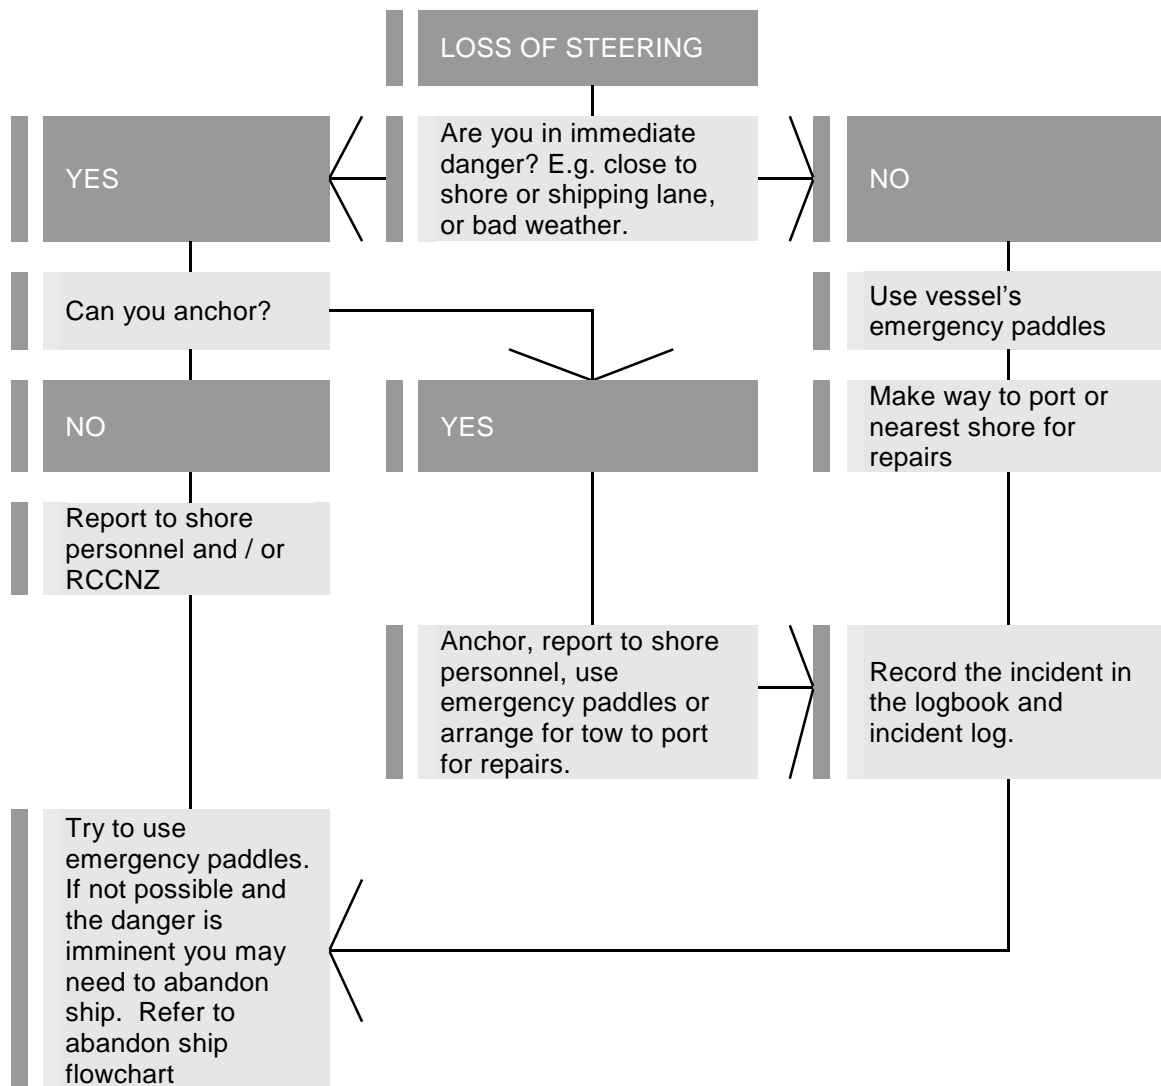 LOSS OF STEERING
YES
Are you in immediate
danger? E.g. close to
shore or shipping lane,
or bad weather.
NO
Can you anchor?
Use vessel's
emergency paddles
NO
YES
Make way to port or
nearest shore for
repairs
Report to shore
personnel and / or
RCCNZ
Anchor, report to shore
personnel, use
emergency paddles or
arrange for tow to port
for repairs.
Record the incident in
the logbook and
incident log.
Try to use
emergency paddles.
If not possible and
the danger is
imminent you may
need to abandon
ship.  Refer to
abandon ship
flowchart